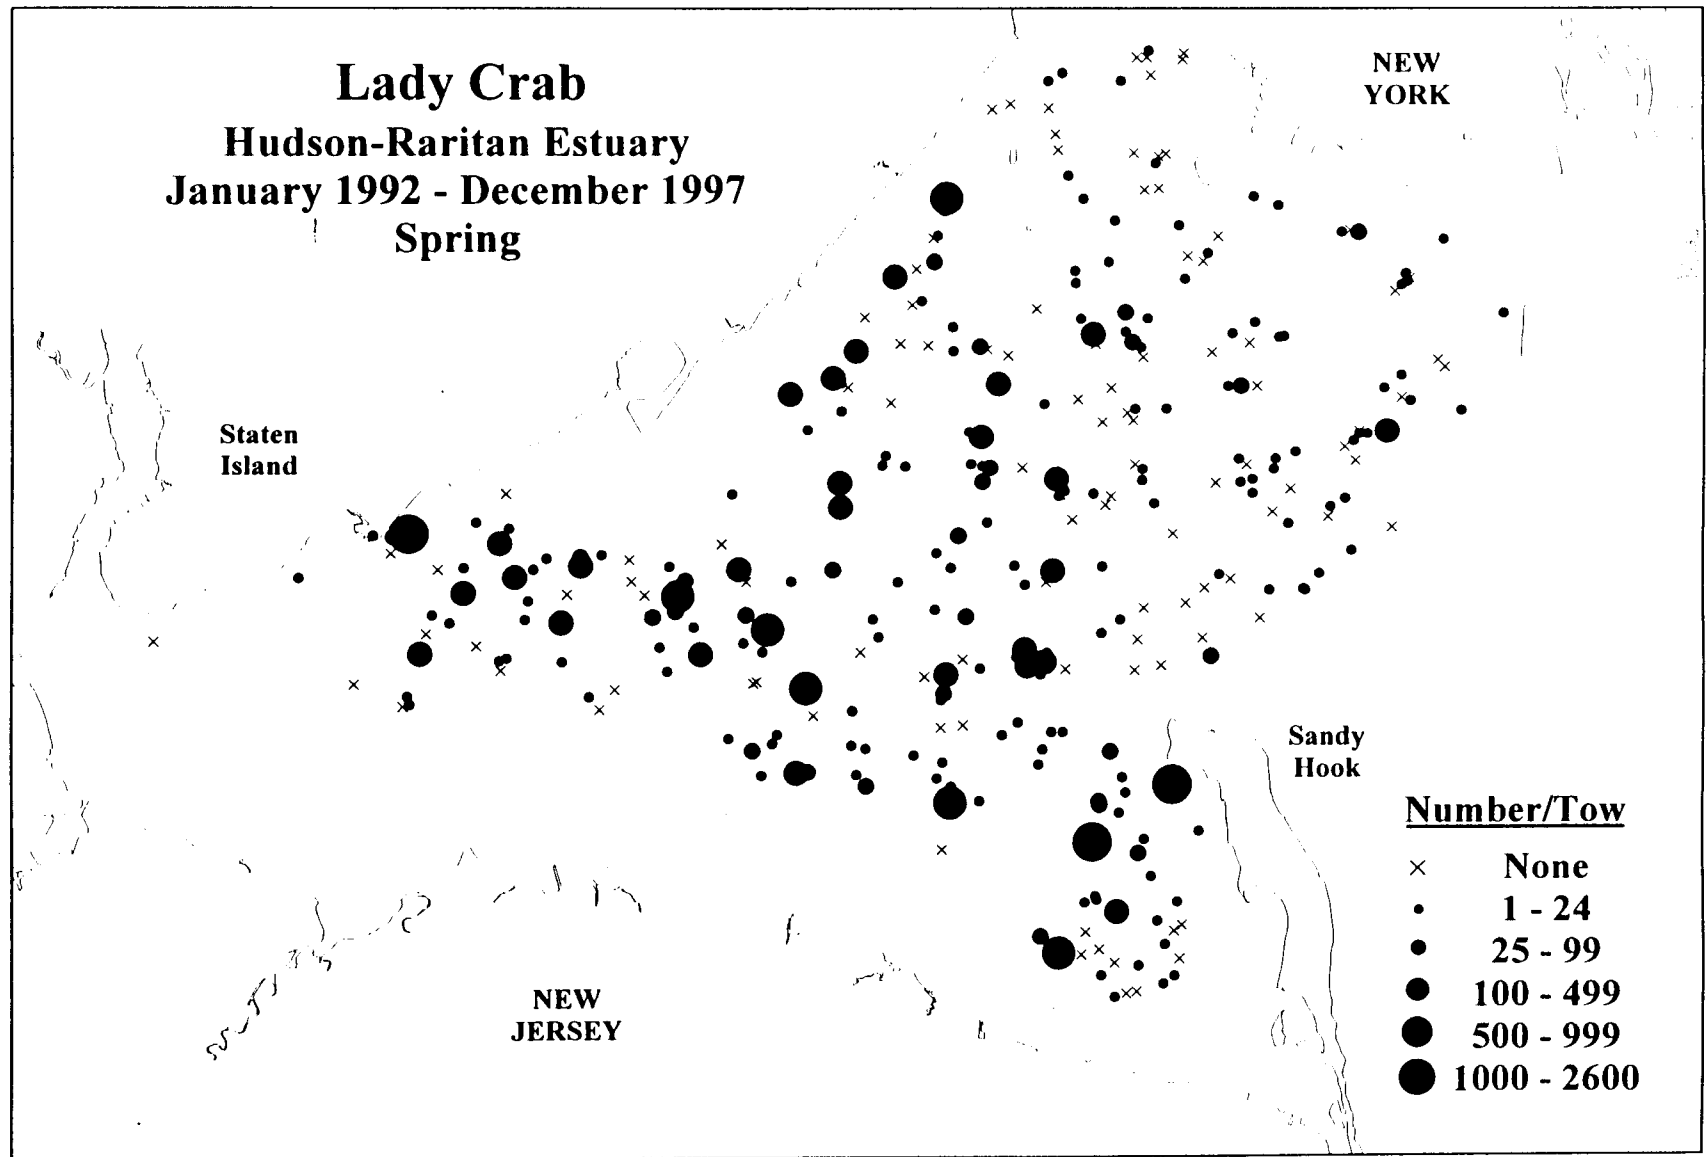 Lady Crab
Hudson-Raritan Estuary
January 1992 - December 1997
Spring
NEW
YORK
Staten
Island
Sandy
Hook
NEW
JERSEY
Number/Tow
None
1 - 24
25 - 99
100 - 499
500 - 999
1000 - 2600